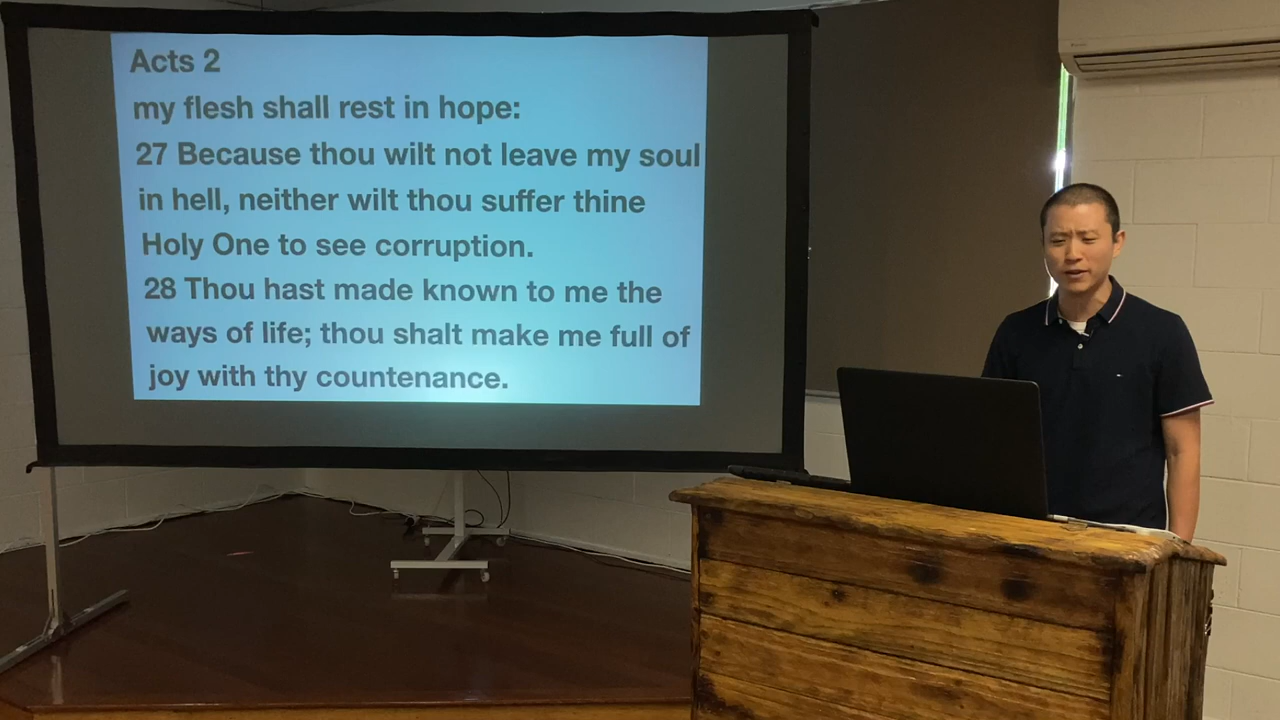 Acts 2
my flesh shall rest in hope:
27 Because thou wilt not leave my soul
in hell, neither wilt thou suffer thine
Holy One to see corruption.
28 Thou hast made known to me the
ways of life; thou shalt make me full of
joy with thy countenance.